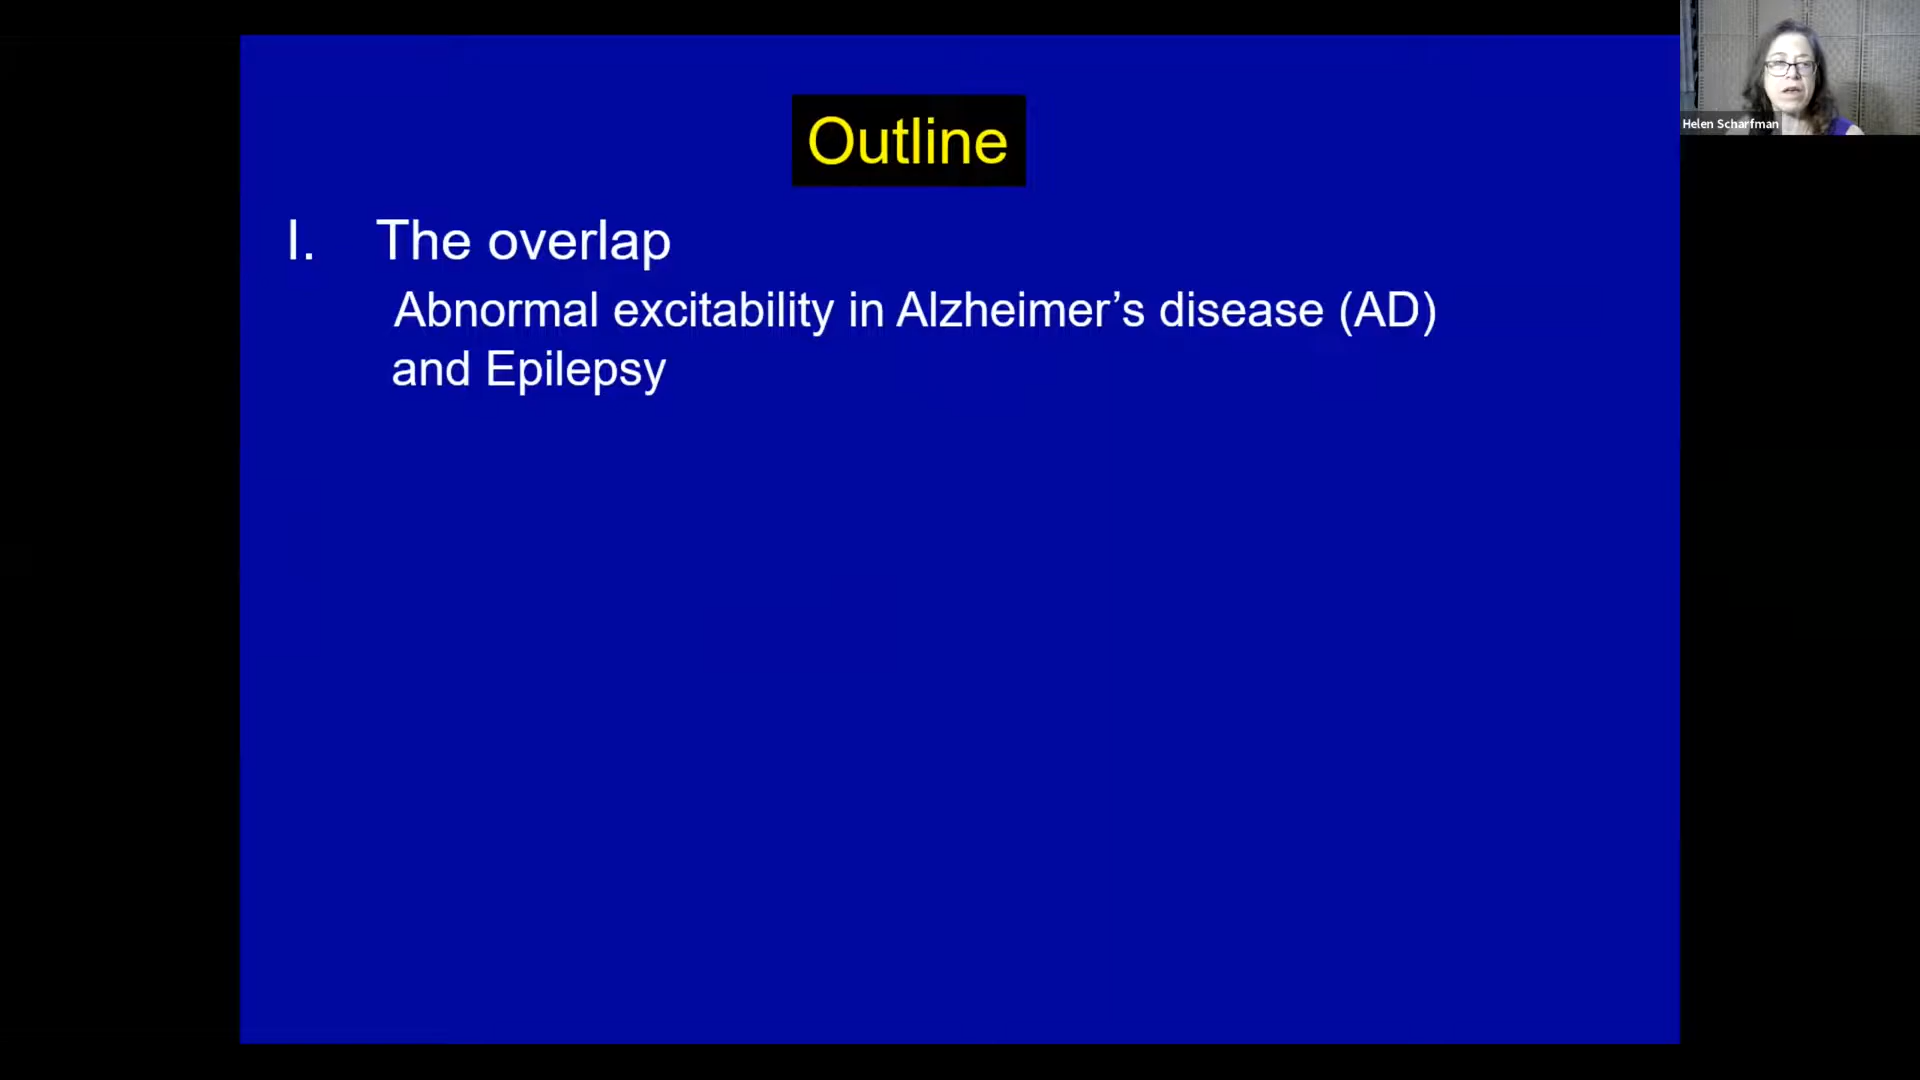 Outline
I. The overlap
Abnormal excitability in Alzheimer’s disease (AD)
and Epilepsy
Helen Scharfman